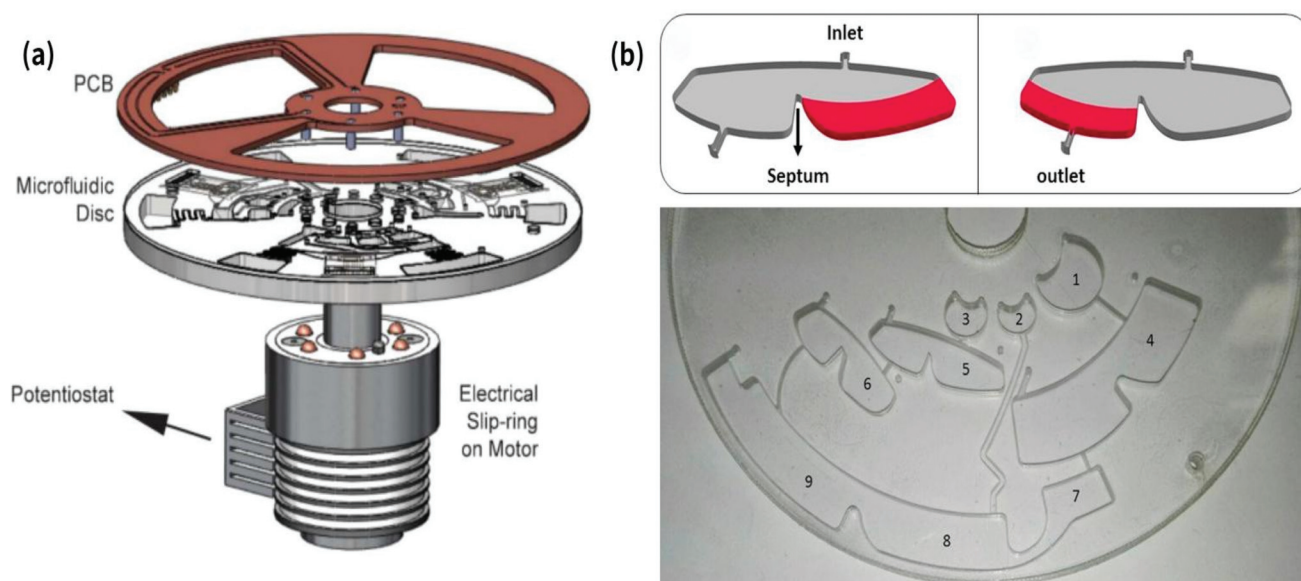 (a)
PCB
Microfluidic
Disc
Potentiostat
Electrical
Slip-ring
on Motor
(b)
Inlet
Septum
outlet
1
2
3
4
5
6
7
8
9